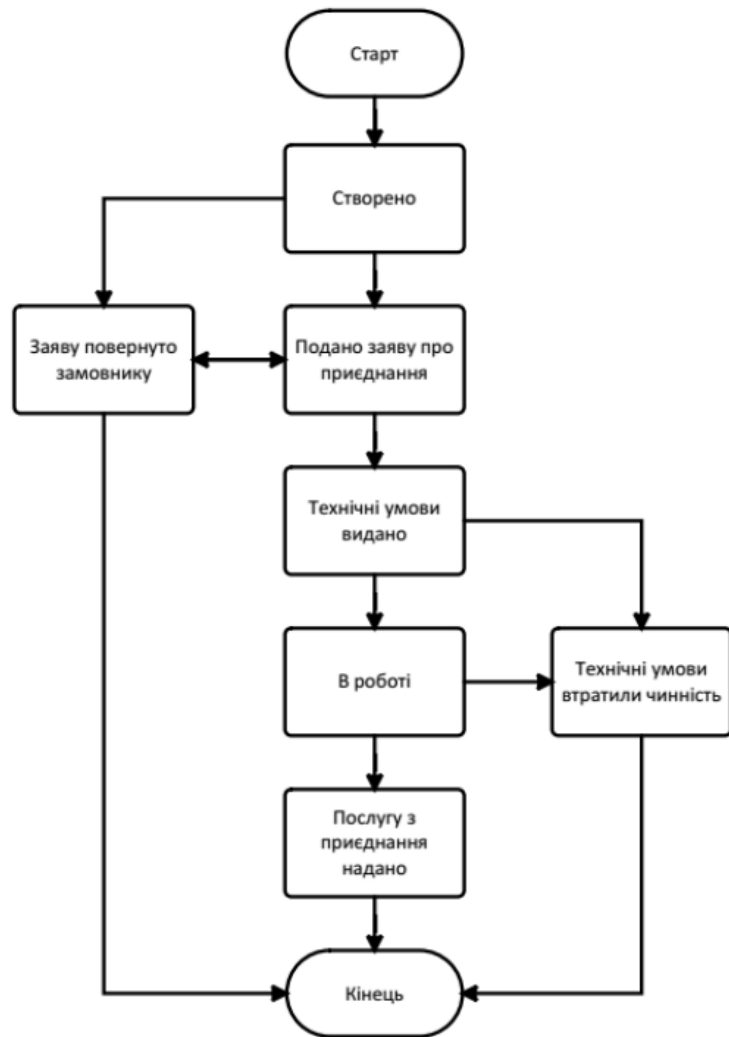 Старт
Створено
Заяву повернуто
замовнику
Подано заяву про
приєднання
Технічні умови
видано
В роботі
Технічні умови
втратили чинність
Послугу з
приєднання
надано
Кінець